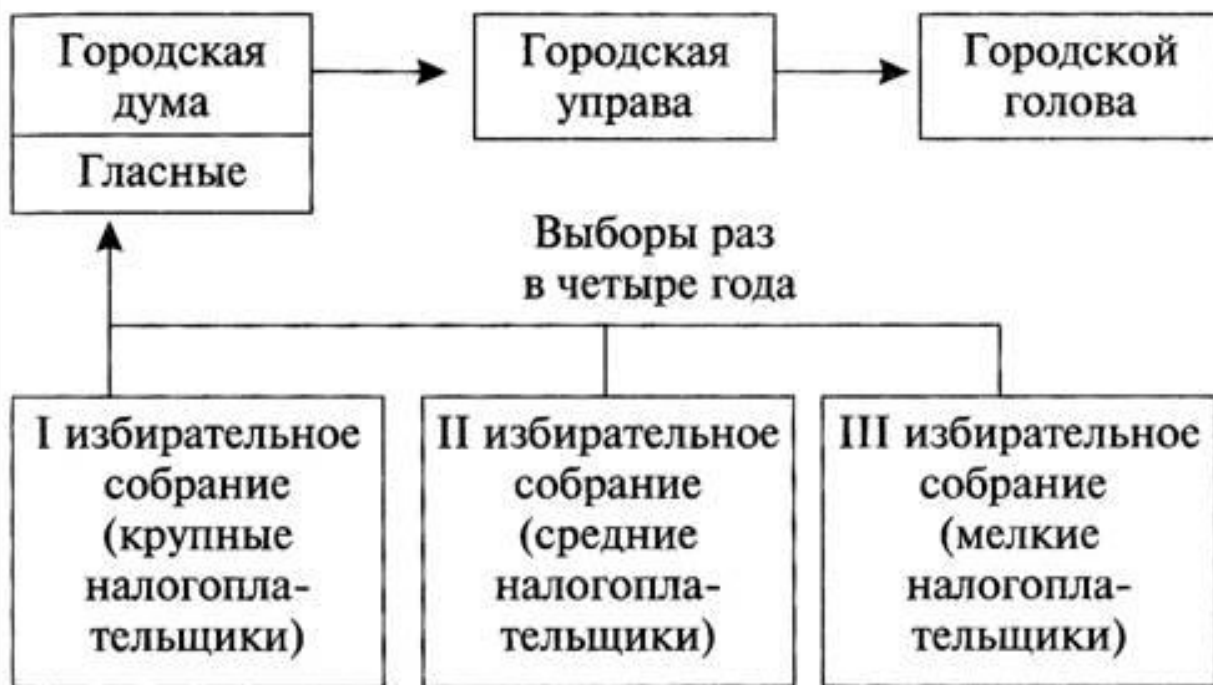 Городская
дума
Гласные
Городская
управа
Городской
голова
Выборы раз
в четыре года
I избирательное
собрание
(крупные
налогопла-
тельщики)
II избирательное
собрание
(средние
налогопла-
тельщики)
III избирательное
собрание
(мелкие
налогопла-
тельщики)